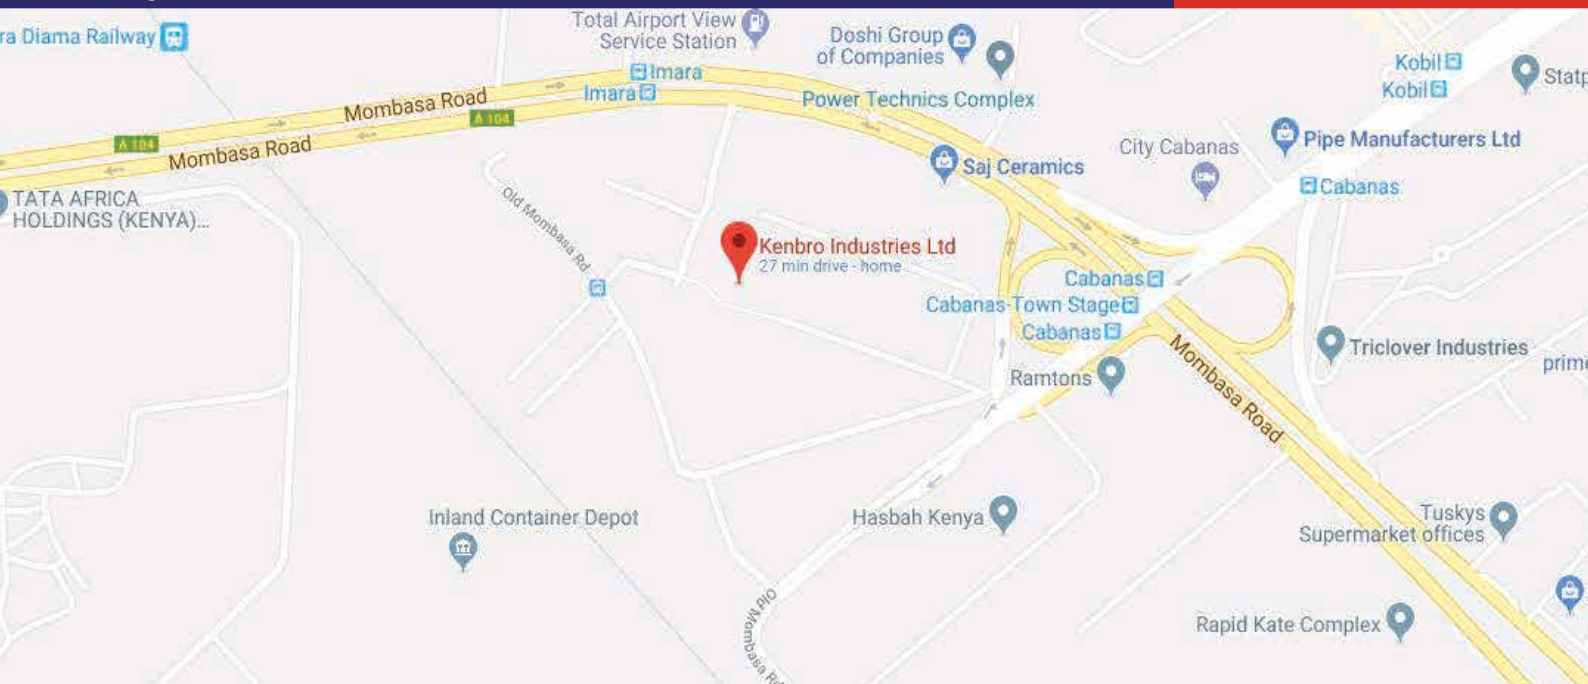 Total Airport View
Service Station
Doshi Group
of Companies
ra Diama Railway
Imara
Kobil
Statp
Imara
Kobil
Mombasa Road
Power Technics Complex
A 104
A 104
Mombasa Road
City Cabanas
Pipe Manufacturers Ltd
Saj Ceramics
Cabanas
TATA AFRICA
HOLDINGS (KENYA)...
Old Mombasa Rd
Kenbro Industries Ltd
27 min drive - home
Cabanas
Cabanas-Town Stage
Cabanas
Mombasa Road
Triclover Industries
prime
Ramtons
Inland Container Depot
Hasbah Kenya
Tuskys
Supermarket offices
Old Mombasa Rd
Rapid Kate Complex